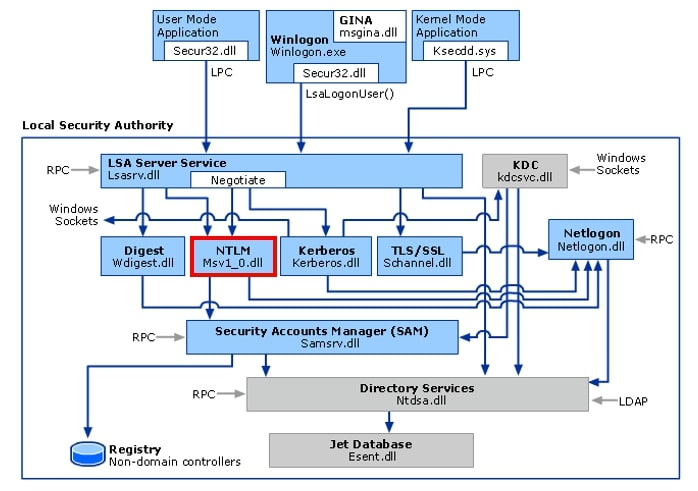 User Mode
Application
Secur32.dll
Winlogon
Winlogon.exe
GINA
msgina.dll
Secur32.dll
Kernel Mode
Application
Ksecdd.sys
LPC
LsaLogonUser()
LPC
Local Security Authority
RPC
LSA Server Service
Lsasrv.dll
Negotiate
KDC
kdcsvc.dll
Windows
Sockets
Windows
Sockets
Digest
Wdigest.dll
NTLM
Msv1_0.dll
Kerberos
Kerberos.dll
TLS/SSL
Schannel.dll
Netlogon
Netlogon.dll
RPC
RPC
Security Accounts Manager (SAM)
Samsrv.dll
RPC
Directory Services
Ntdsa.dll
LDAP
Registry
Non-domain controllers
Jet Database
Esent.dll